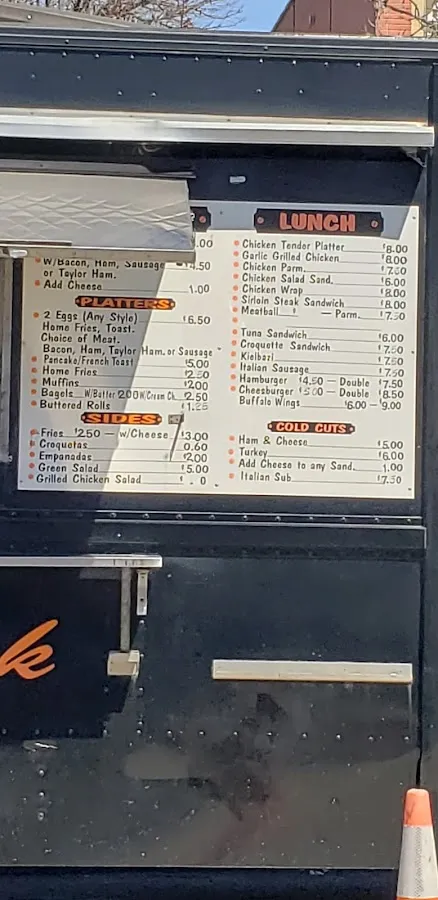 ?
.00
W/Bacon, Ham, Sausage $4.50
or Taylor Ham.
Add Cheese 1.00
PLATTERS
2 Eggs (Any Style) $6.50
Home Fries, Toast.
Choice of Meat.
Bacon, Ham, Taylor Ham. or Sausage
Pancake/French Toast $5.00
Home Fries $2.50
Muffins $2.00
Bagels W/Butter 2.00 W/Cream Ch. $2.50
Buttered Rolls $1.25
SIDES
Fries $2.50 — w/Cheese $3.00
Croquetas 0.60
Empanadas $2.00
Green Salad $5.00
Grilled Chicken Salad
LUNCH
Chicken Tender Platter $8.00
Garlic Grilled Chicken $8.00
Chicken Parm. $7.00
Chicken Salad Sand. $6.00
Chicken Wrap $8.00
Sirloin Steak Sandwich $8.00
Meatball — Parm. $7.50
Tuna Sandwich $6.00
Croquette Sandwich $7.50
Kielbazi $7.50
Italian Sausage $7.50
Hamburger $4.50 — Double $7.50
Cheesburger $5.00 — Double $8.50
Buffalo Wings $6.00 - $9.00
COLD CUTS
Ham & Cheese $5.00
Turkey $6.00
Add Cheese to any Sand. 1.00
Italian Sub $7.50
k